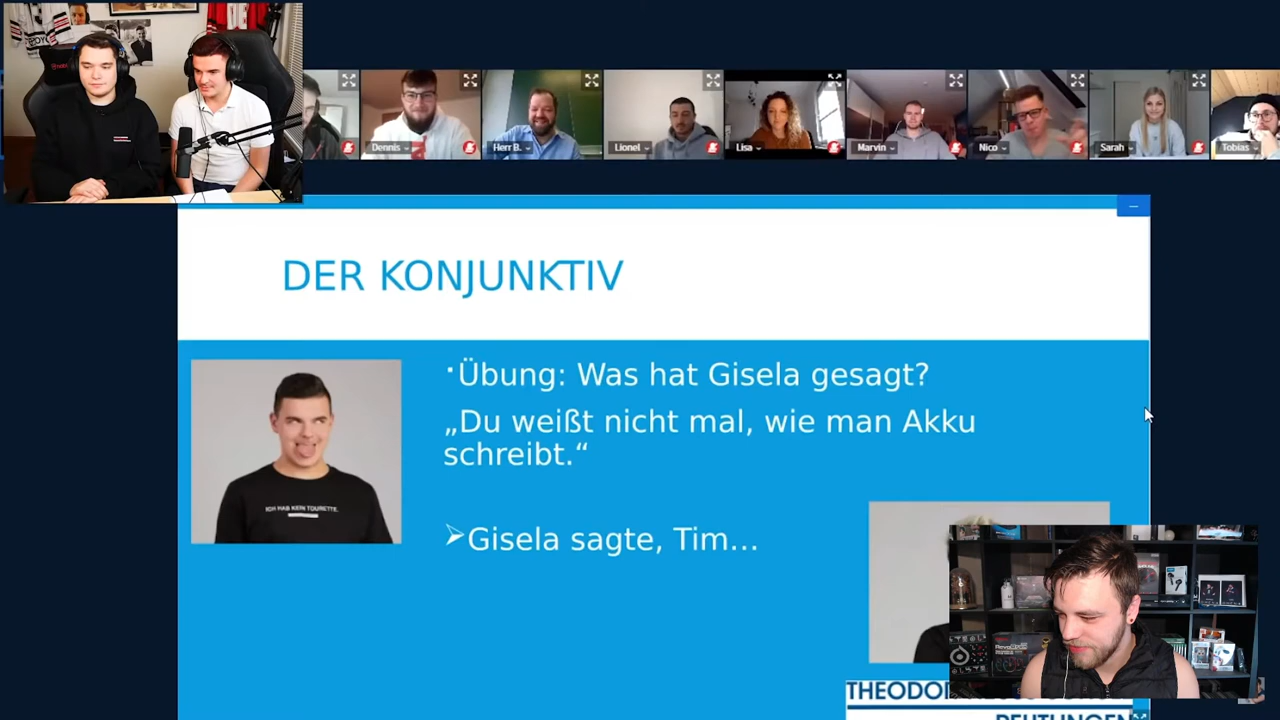 Dennis
Herr B.
Lionel
Lisa
Marvin
Nico
Sarah
Tobias
DER KONJUNKTIV
Übung: Was hat Gisela gesagt?
„Du weißt nicht mal, wie man Akku
schreibt.“
Gisela sagte, Tim...
ICH HAB KEIN TOURETTE.